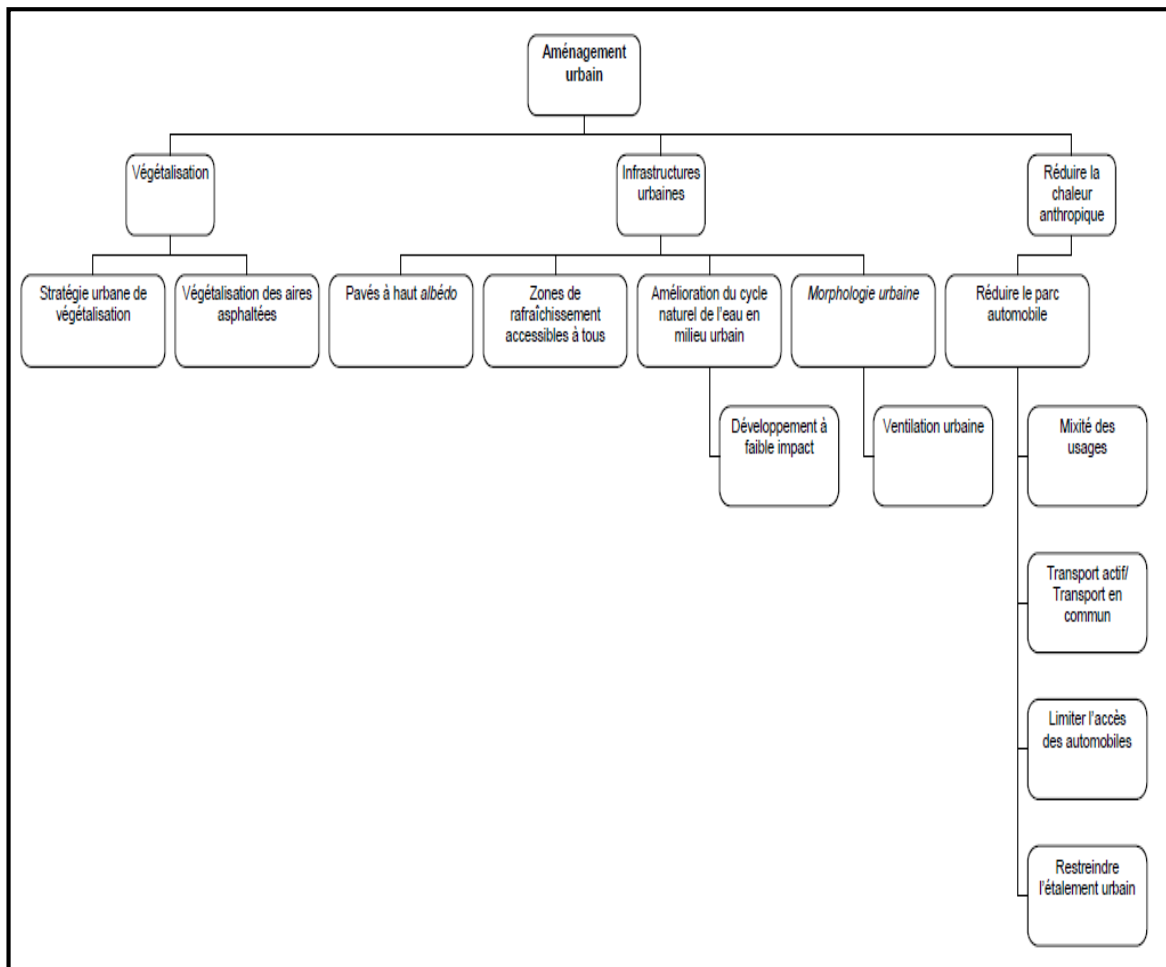 Aménagement
urbain
Végétalisation
Infrastructures
urbaines
Réduire la
chaleur
anthropique
Stratégie urbane de
végétalisation
Végétalisation des aires
asphaltées
Pavés à haut albédo
Zones de
rafraîchissement
accessibles à tous
Amélioration du cycle
naturel de l'eau en
milieu urbain
Morphologie urbaine
Réduire le parc
automobile
Développement à
faible impact
Ventilation urbaine
Mixité des
usages
Transport actif/
Transport en
commun
Limiter l'accès
des automobiles
Restreindre
l'étalement urbain